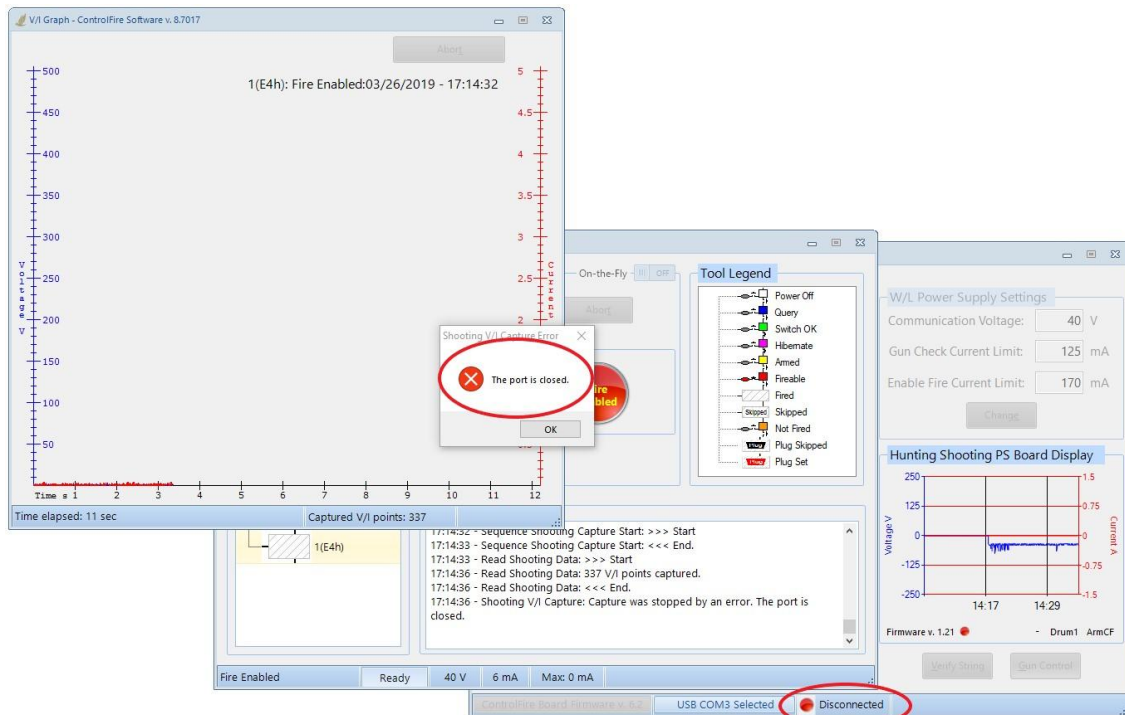 V/I Graph - ControlFire Software v. 8.7017
Abort
1(E4h): Fire Enabled:03/26/2019 - 17:14:32
500
450
400
350
300
250
200
150
100
50
Voltage V
5
4.5
4
3.5
3
2.5
2
Current
Time s 1 2 3 4 5 6 7 8 9 10 11 12
Time elapsed: 11 sec
Captured V/I points: 337
Shooting V/I Capture Error
The port is closed.
OK
On-the-Fly
OFF
Abort
Tool Legend
Power Off
Query
Switch OK
Hibernate
Armed
Fireable
Fired
Skipped Skipped
Not Fired
Plug Plug Skipped
Plug Plug Set
1(E4h)
17:14:32 - Sequence Shooting Capture Start: >>> Start
17:14:33 - Sequence Shooting Capture Start: <<< End.
17:14:33 - Read Shooting Data: >>> Start
17:14:36 - Read Shooting Data: 337 V/I points captured.
17:14:36 - Read Shooting Data: <<< End.
17:14:36 - Shooting V/I Capture: Capture was stopped by an error. The port is
closed.
Fire Enabled
Ready
40 V
6 mA
Max: 0 mA
W/L Power Supply Settings
Communication Voltage: 40 V
Gun Check Current Limit: 125 mA
Enable Fire Current Limit: 170 mA
Change
Hunting Shooting PS Board Display
250
125
0
-125
-250
Voltage V
1.5
0.75
0
-0.75
-1.5
Current A
14:17 14:29
Firmware v. 1.21
- Drum1 ArmCF
Verify String
Gun Control
ControlFire Board Firmware v. 6.2
USB COM3 Selected
Disconnected